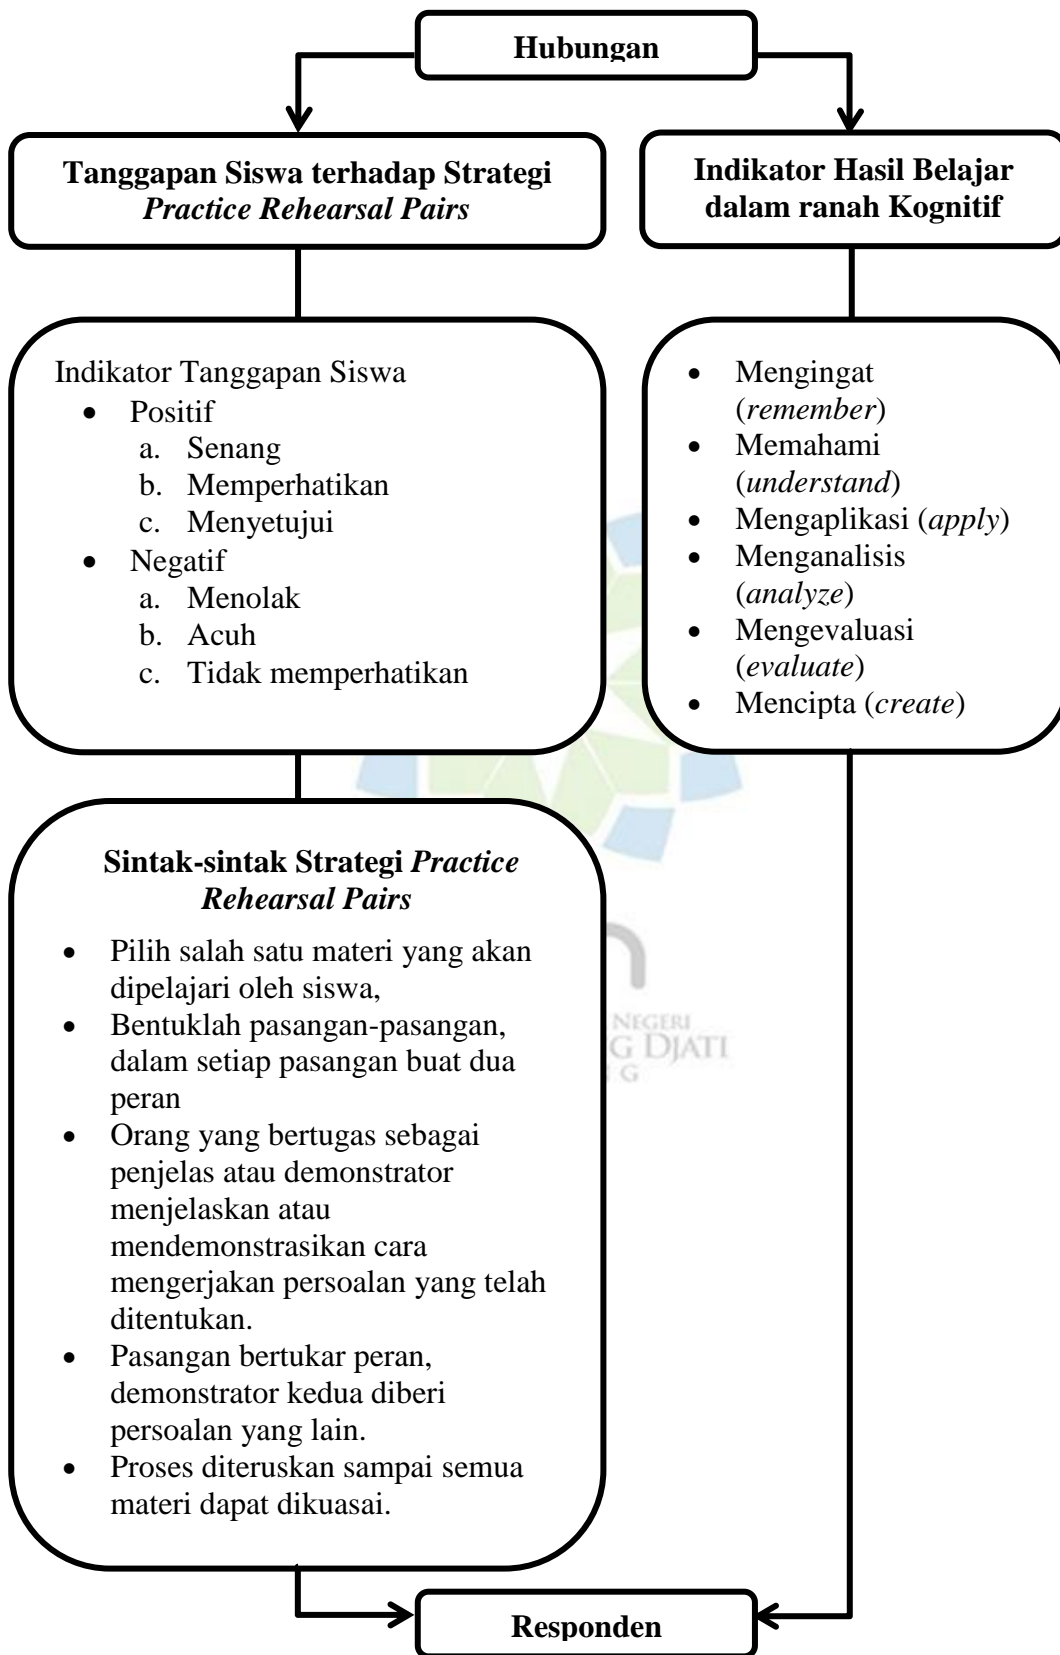 Hubungan
Tanggapan Siswa terhadap Strategi
Practice Rehearsal Pairs
Indikator Hasil Belajar
dalam ranah Kognitif
Indikator Tanggapan Siswa
• Positif
a. Senang
b. Memperhatikan
c. Menyetujui
• Negatif
a. Menolak
b. Acuh
c. Tidak memperhatikan
• Mengingat
(remember)
• Memahami
(understand)
• Mengaplikasi (apply)
• Menganalisis
(analyze)
• Mengevaluasi
(evaluate)
• Mencipta (create)
Sintak-sintak Strategi Practice
Rehearsal Pairs
• Pilih salah satu materi yang akan
dipelajari oleh siswa,
• Bentuklah pasangan-pasangan,
dalam setiap pasangan buat dua
peran
• Orang yang bertugas sebagai
penjelas atau demonstrator
menjelaskan atau
mendemonstrasikan cara
mengerjakan persoalan yang telah
ditentukan.
• Pasangan bertukar peran,
demonstrator kedua diberi
persoalan yang lain.
• Proses diteruskan sampai semua
materi dapat dikuasai.
NEGERI
G DJATI
G
Responden